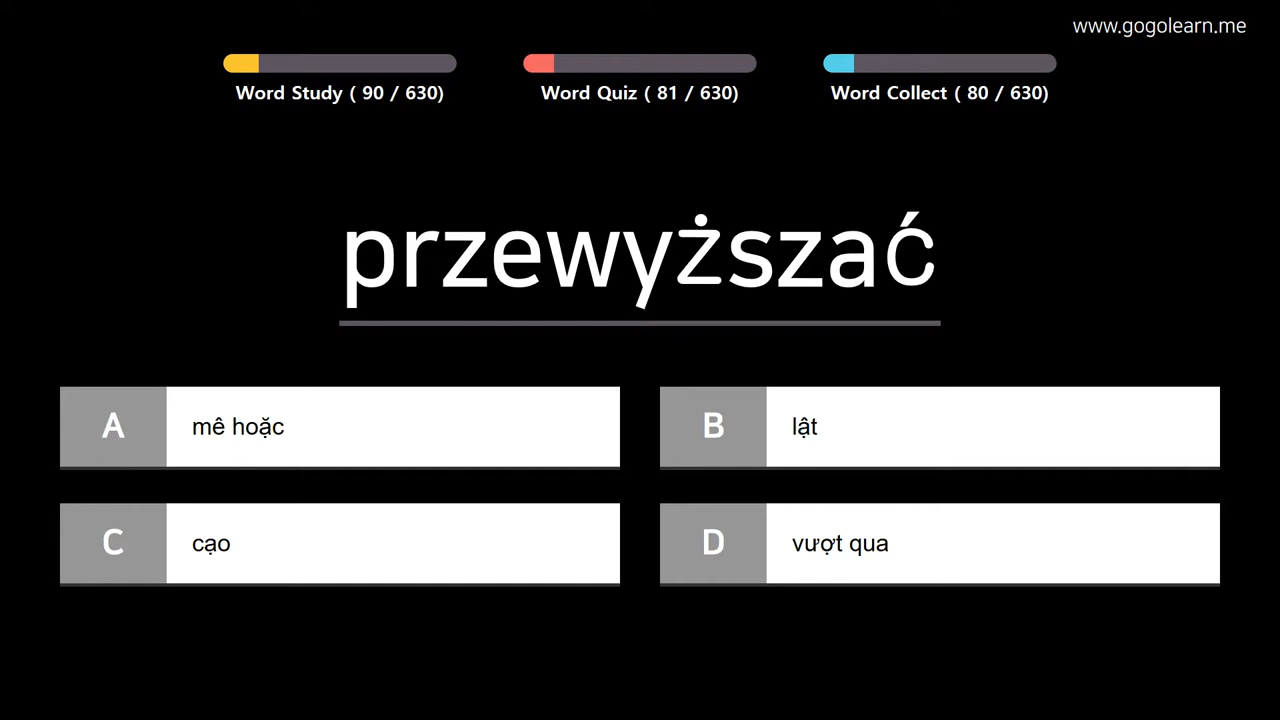 www.gogolearn.me
Word Study ( 90 / 630)
Word Quiz ( 81 / 630)
Word Collect ( 80 / 630)
przewyższać
A
mê hoặc
B
lật
C
cạo
D
vượt qua